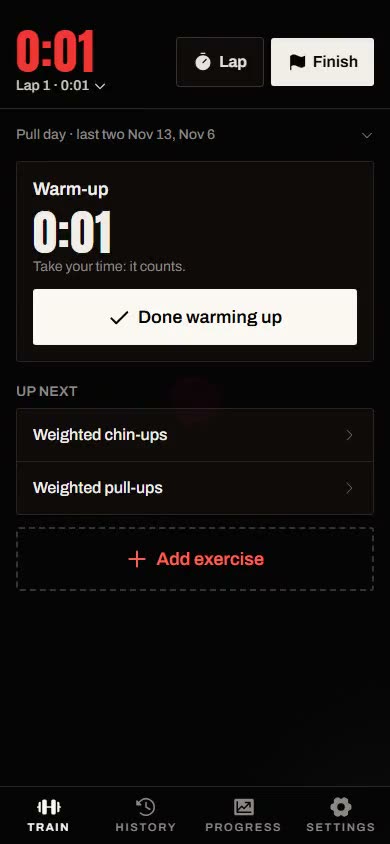 0:01
Lap 1 · 0:01
Lap
Finish
Pull day · last two Nov 13, Nov 6
Warm-up
0:01
Take your time: it counts.
Done warming up
UP NEXT
Weighted chin-ups
Weighted pull-ups
Add exercise
TRAIN
HISTORY
PROGRESS
SETTINGS